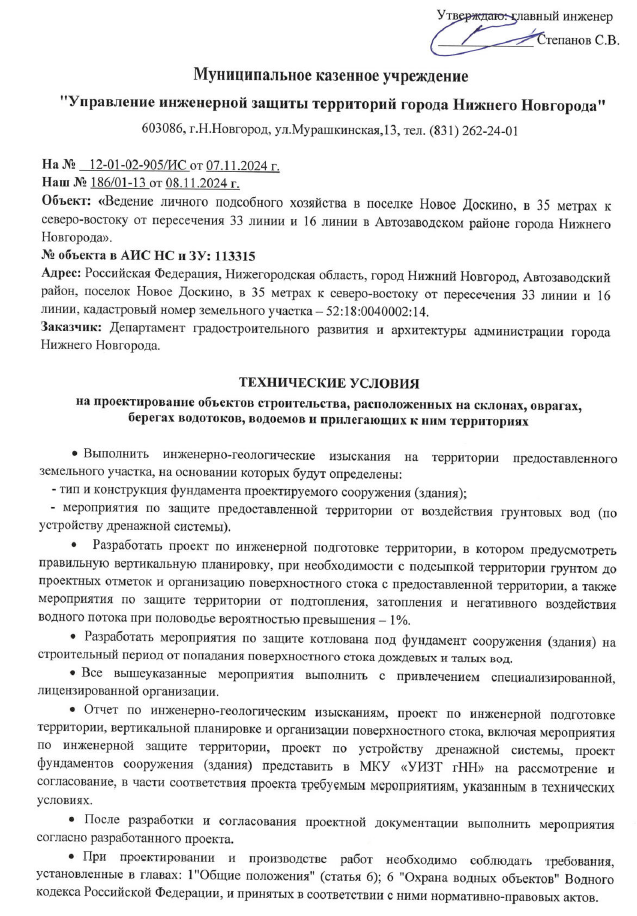 Утверждаю: главный инженер
Степанов С.В.
Муниципальное казенное учреждение
"Управление инженерной защиты территорий города Нижнего Новгорода"
603086, г.Н.Новгород, ул.Мурашкинская,13, тел. (831) 262-24-01
На № 12-01-02-905/ИС от 07.11.2024 г.
Наш № 186/01-13 от 08.11.2024 г.
Объект: «Ведение личного подсобного хозяйства в поселке Новое Доскино, в 35 метрах к
северо-востоку от пересечения 33 линии и 16 линии в Автозаводском районе города Нижнего
Новгорода».
№ объекта в АИС НС и ЗУ: 113315
Адрес: Российская Федерация, Нижегородская область, город Нижний Новгород, Автозаводский
район, поселок Новое Доскино, в 35 метрах к северо-востоку от пересечения 33 линии и 16
линии, кадастровый номер земельного участка – 52:18:0040002:14.
Заказчик: Департамент градостроительного развития и архитектуры администрации города
Нижнего Новгорода.
ТЕХНИЧЕСКИЕ УСЛОВИЯ
на проектирование объектов строительства, расположенных на склонах, оврагах,
берегах водотоков, водоемов и прилегающих к ним территориях
• Выполнить инженерно-геологические изыскания на территории предоставленного
земельного участка, на основании которых будут определены:
- тип и конструкция фундамента проектируемого сооружения (здания);
- мероприятия по защите предоставленной территории от воздействия грунтовых вод (по
устройству дренажной системы).
• Разработать проект по инженерной подготовке территории, в котором предусмотреть
правильную вертикальную планировку, при необходимости с подсыпкой территории грунтом до
проектных отметок и организацию поверхностного стока с предоставленной территории, а также
мероприятия по защите территории от подтопления, затопления и негативного воздействия
водного потока при половодье вероятностью превышения – 1%.
• Разработать мероприятия по защите котлована под фундамент сооружения (здания) на
строительный период от попадания поверхностного стока дождевых и талых вод.
• Все вышеуказанные мероприятия выполнить с привлечением специализированной,
лицензированной организации.
• Отчет по инженерно-геологическим изысканиям, проект по инженерной подготовке
территории, вертикальной планировке и организации поверхностного стока, включая мероприятия
по инженерной защите территории, проект по устройству дренажной системы, проект
фундаментов сооружения (здания) представить в МКУ «УИЗТ гНН» на рассмотрение и
согласование, в части соответствия проекта требуемым мероприятиям, указанным в технических
условиях.
• После разработки и согласования проектной документации выполнить мероприятия
согласно разработанного проекта.
• При проектировании и производстве работ необходимо соблюдать требования,
установленные в главах: 1"Общие положения" (статья 6); 6 "Охрана водных объектов" Водного
кодекса Российской Федерации, и принятых в соответствии с ними нормативно-правовых актов.